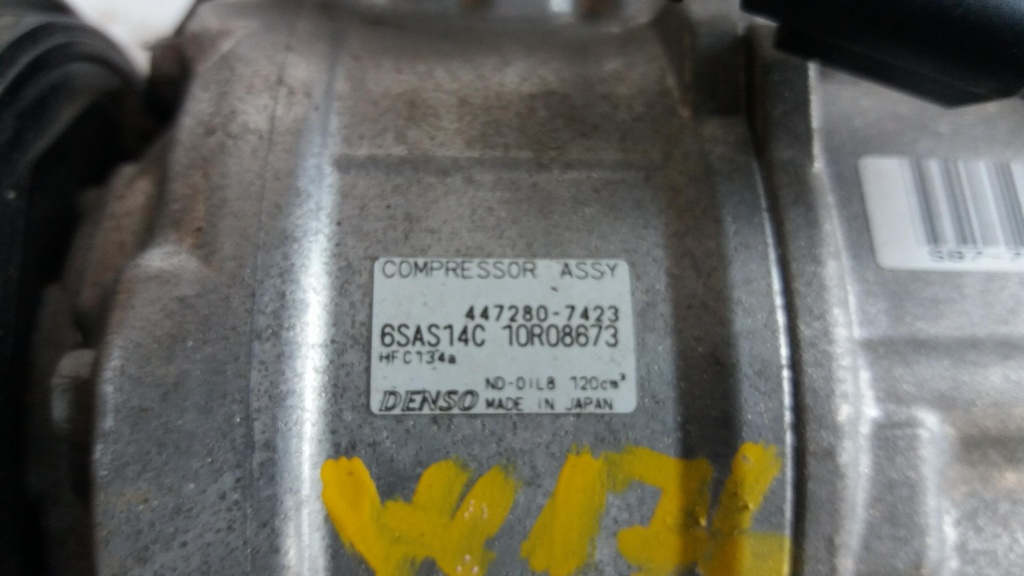 COMPRESSOR ASSY
447280-7423
6SAS14C 10R08673
HFC134a
ND-OIL8 120cm³
DENSO MADE IN JAPAN